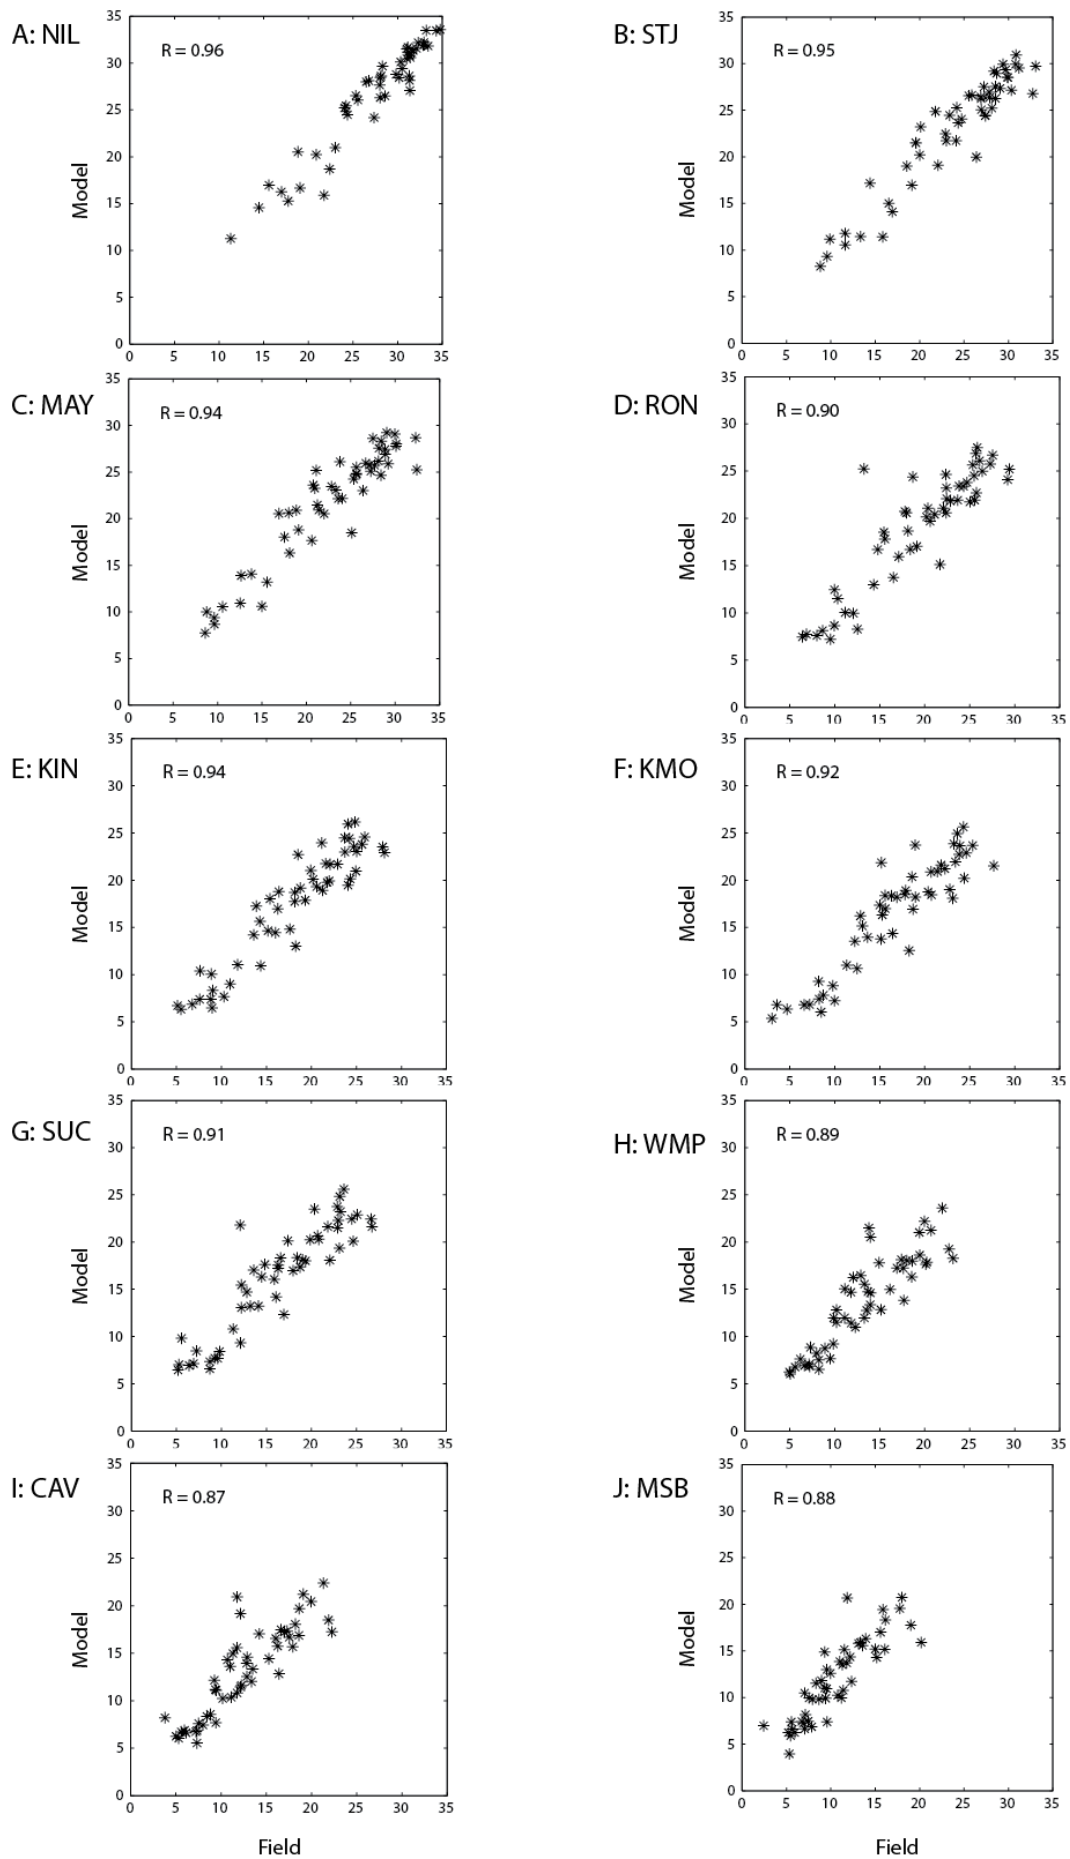 A: NIL
R = 0.96
Model
35
30
25
20
15
10
5
0
0 5 10 15 20 25 30 35
B: STJ
R = 0.95
Model
35
30
25
20
15
10
5
0
0 5 10 15 20 25 30 35
C: MAY
R = 0.94
Model
35
30
25
20
15
10
5
0
0 5 10 15 20 25 30 35
D: RON
R = 0.90
Model
35
30
25
20
15
10
5
0
0 5 10 15 20 25 30 35
E: KIN
R = 0.94
Model
35
30
25
20
15
10
5
0
0 5 10 15 20 25 30 35
F: KMO
R = 0.92
Model
35
30
25
20
15
10
5
0
0 5 10 15 20 25 30 35
G: SUC
R = 0.91
Model
35
30
25
20
15
10
5
0
0 5 10 15 20 25 30 35
H: WMP
R = 0.89
Model
35
30
25
20
15
10
5
0
0 5 10 15 20 25 30 35
I: CAV
R = 0.87
Model
35
30
25
20
15
10
5
0
0 5 10 15 20 25 30 35
Field
J: MSB
R = 0.88
Model
35
30
25
20
15
10
5
0
0 5 10 15 20 25 30 35
Field